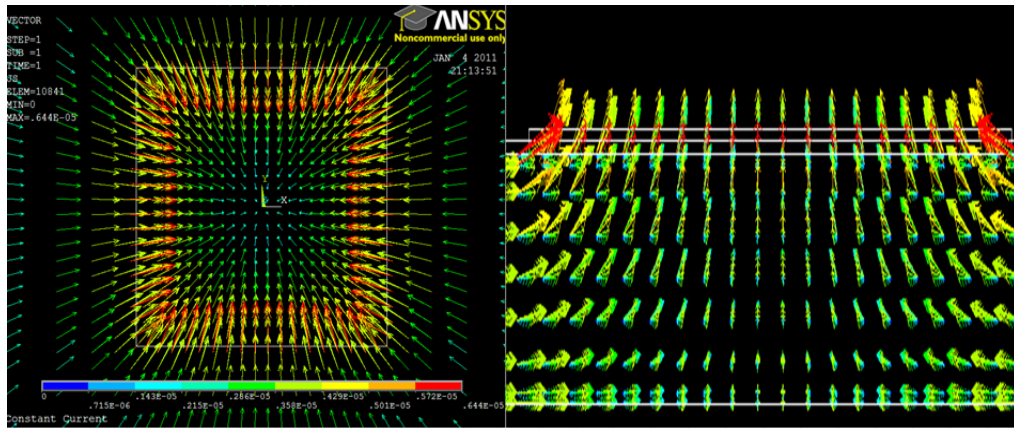 VECTOR
STEP=1
SUB =1
TIME=1
JS
ELEM=10841
MIN=0
MAX=.644E-05
ANSYS
Noncommercial use only
JAN 4 2011
21:13:51
Y
X
0 .143E-05 .286E-05 .429E-05 .572E-05
.715E-06 .215E-05 .358E-05 .501E-05 .644E-05
Constant Current